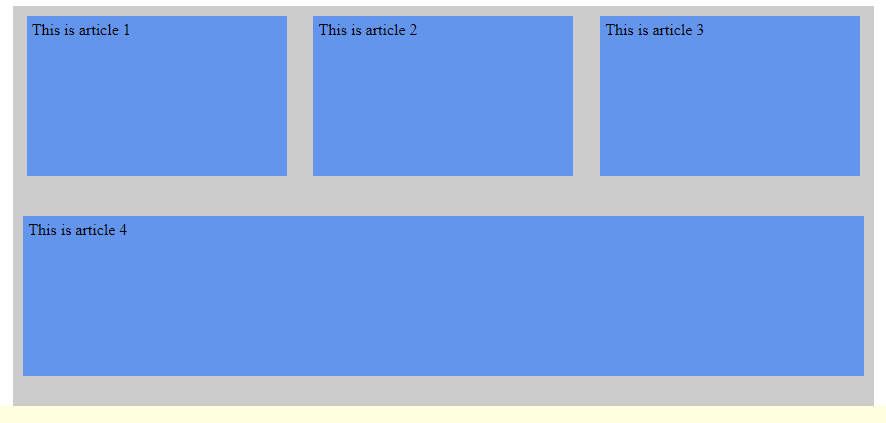 This is article 1
This is article 2
This is article 3
This is article 4